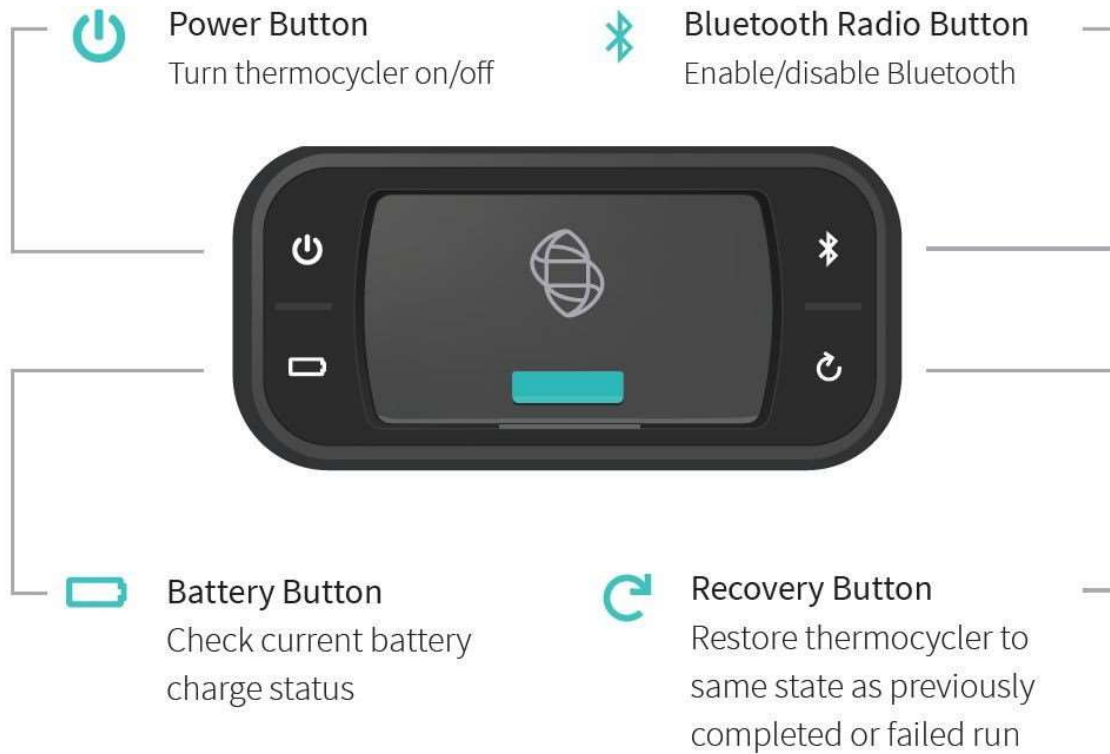 Power Button
Turn thermocycler on/off
Bluetooth Radio Button
Enable/disable Bluetooth
Battery Button
Check current battery
charge status
Recovery Button
Restore thermocycler to
same state as previously
completed or failed run